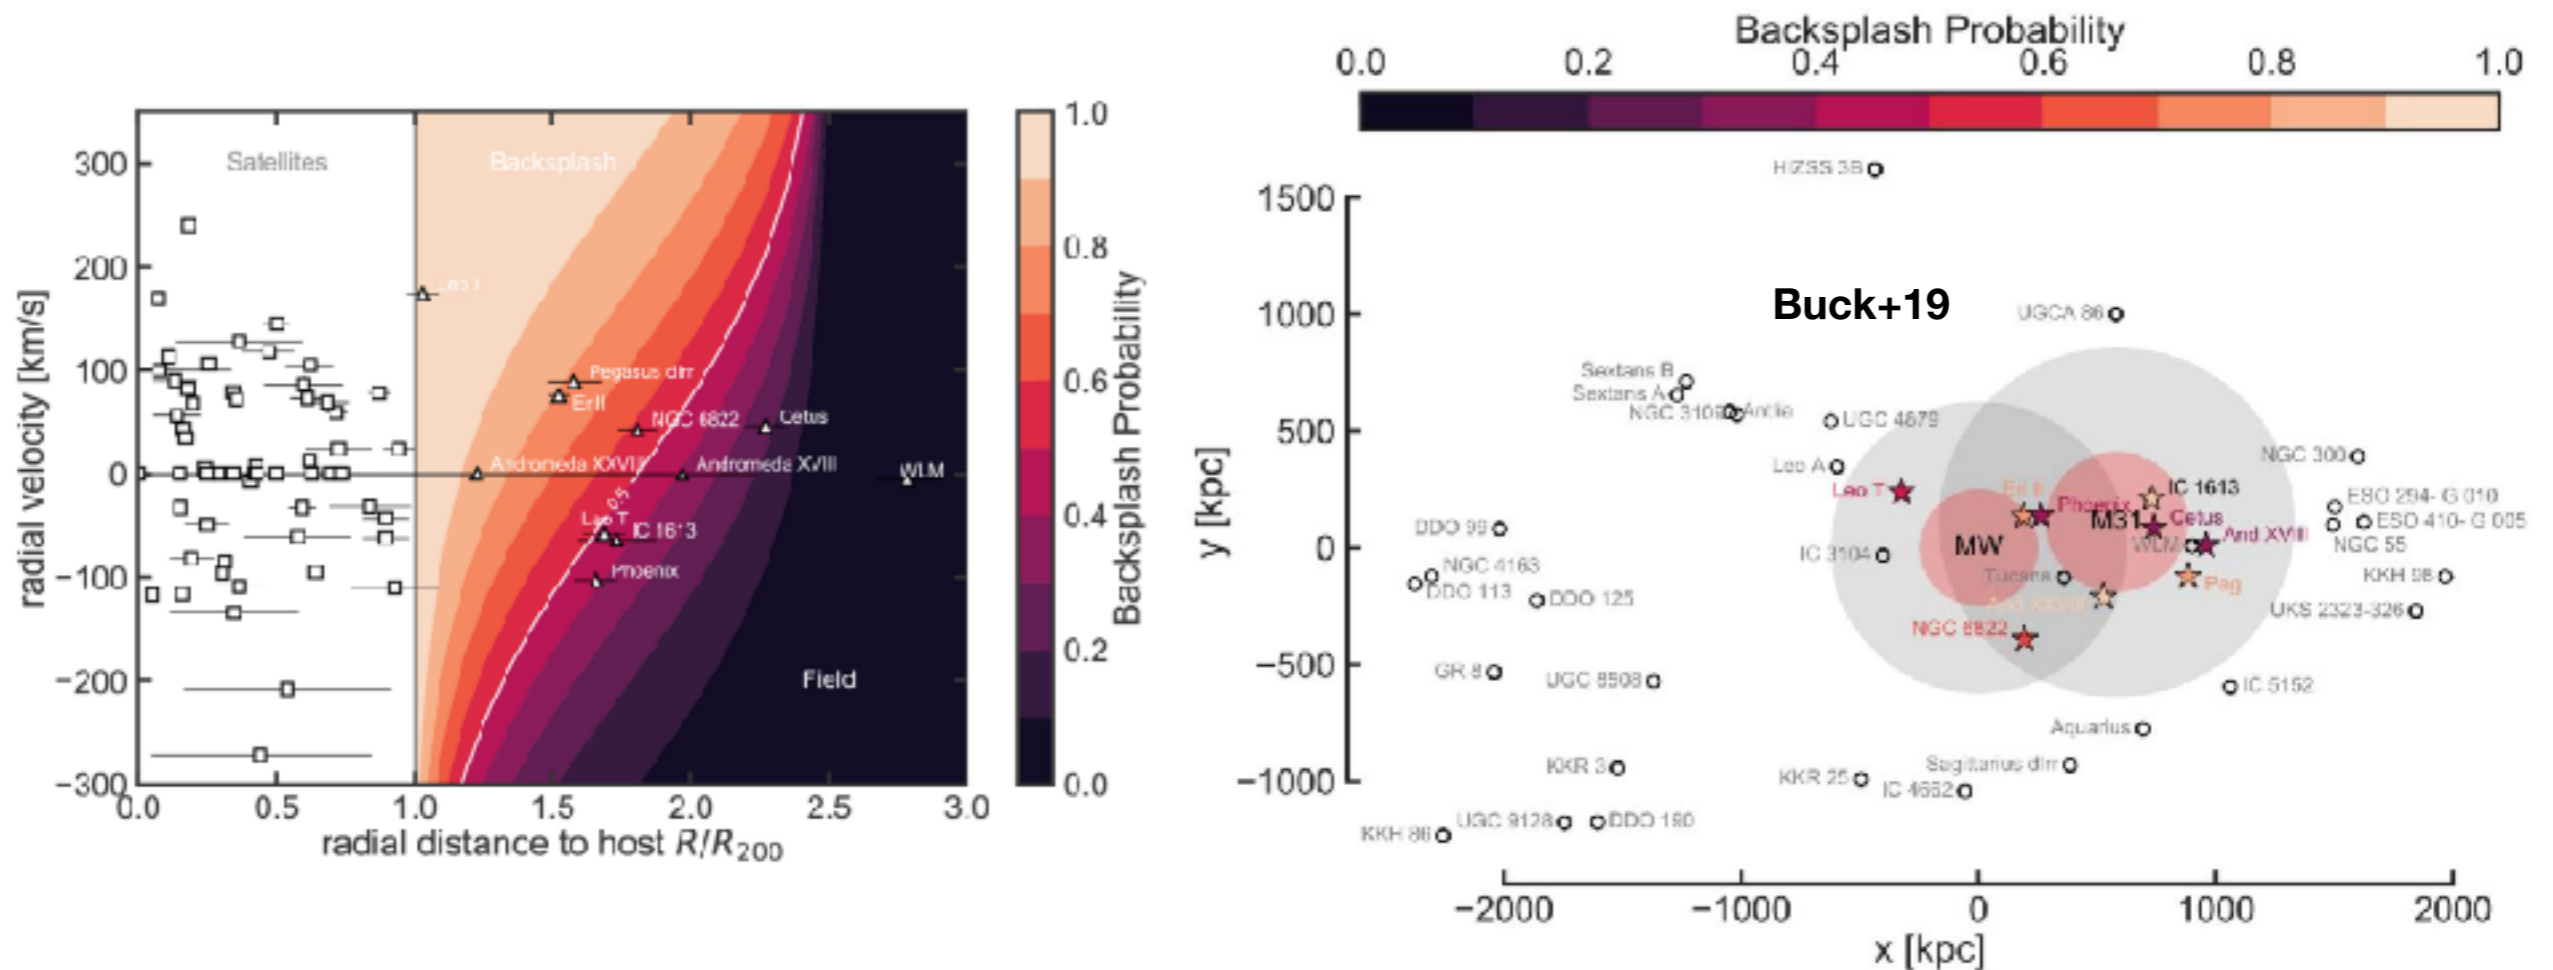 Satellites
Backsplash
Leo I
Pegasus dIrr
EriII
NGC 6822
Cetus
Andromeda XXVIII
Andromeda XVIII
WLM
0.5
Leo T
IC 1613
Phoenix
Field
300
200
100
0
−100
−200
−300
radial velocity [km/s]
0.0
0.5
1.0
1.5
2.0
2.5
3.0
radial distance to host R/R200
1.0
0.8
0.6
0.4
0.2
0.0
Backsplash Probability
Backsplash Probability
0.0
0.2
0.4
0.6
0.8
1.0
HIZSS 3B
Buck+19
UGCA 86
Sextans B
Sextans A
NGC 3109
Antlia
UGC 4879
Leo A
NGC 300
Leo T
Eri II
Phoenix
IC 1613
ESO 294- G 010
M31
Cetus
ESO 410- G 005
DDO 99
And XVIII
MW
WLM
NGC 55
IC 3104
NGC 4163
Tucana
KKH 98
DDO 113
Peg
DDO 125
And XXVIII
UKS 2323-326
NGC 6822
GR 8
UGC 8508
IC 5152
Aquarius
KKR 3
Sagittarius dIrr
KKR 25
IC 4662
UGC 9128
DDO 190
KKH 86
1500
1000
500
0
−500
−1000
y [kpc]
−2000
−1000
0
1000
2000
x [kpc]